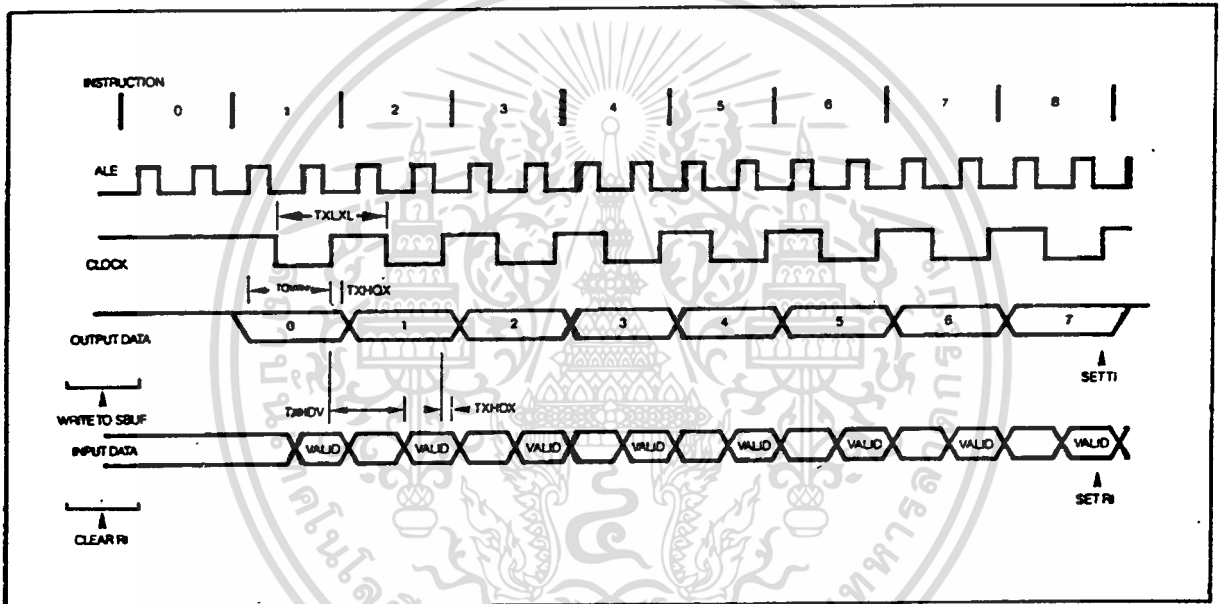 INSTRUCTION
0 1 2 3 4 5 6 7 8
ALE
TXLXL
CLOCK
TXHQX
0 1 2 3 4 5 6 7
OUTPUT DATA
SET TI
TXHDV TXHDX
WRITE TO SBUF
VALID VALID VALID VALID VALID VALID VALID VALID
INPUT DATA
SET RI
CLEAR RI